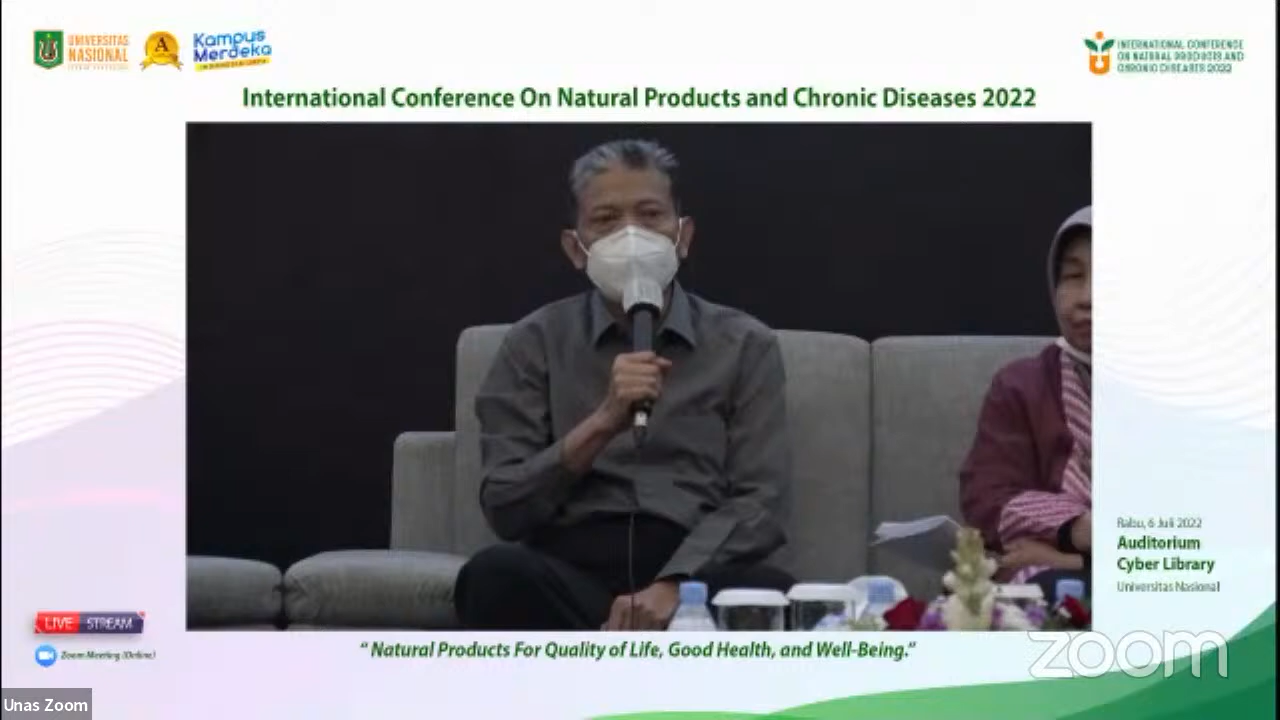 UNIVERSITAS
NASIONAL
A
Kampus
Merdeka
INTERNATIONAL CONFERENCE
ON NATURAL PRODUCTS AND
CHRONIC DISEASES 2022
International Conference On Natural Products and Chronic Diseases 2022
Rabu, 6 Juli 2022
Auditorium
Cyber Library
Universitas Nasional
LIVE STREAM
Zoom Meeting (Online)
“ Natural Products For Quality of Life, Good Health, and Well-Being.”
zoom
Unas Zoom